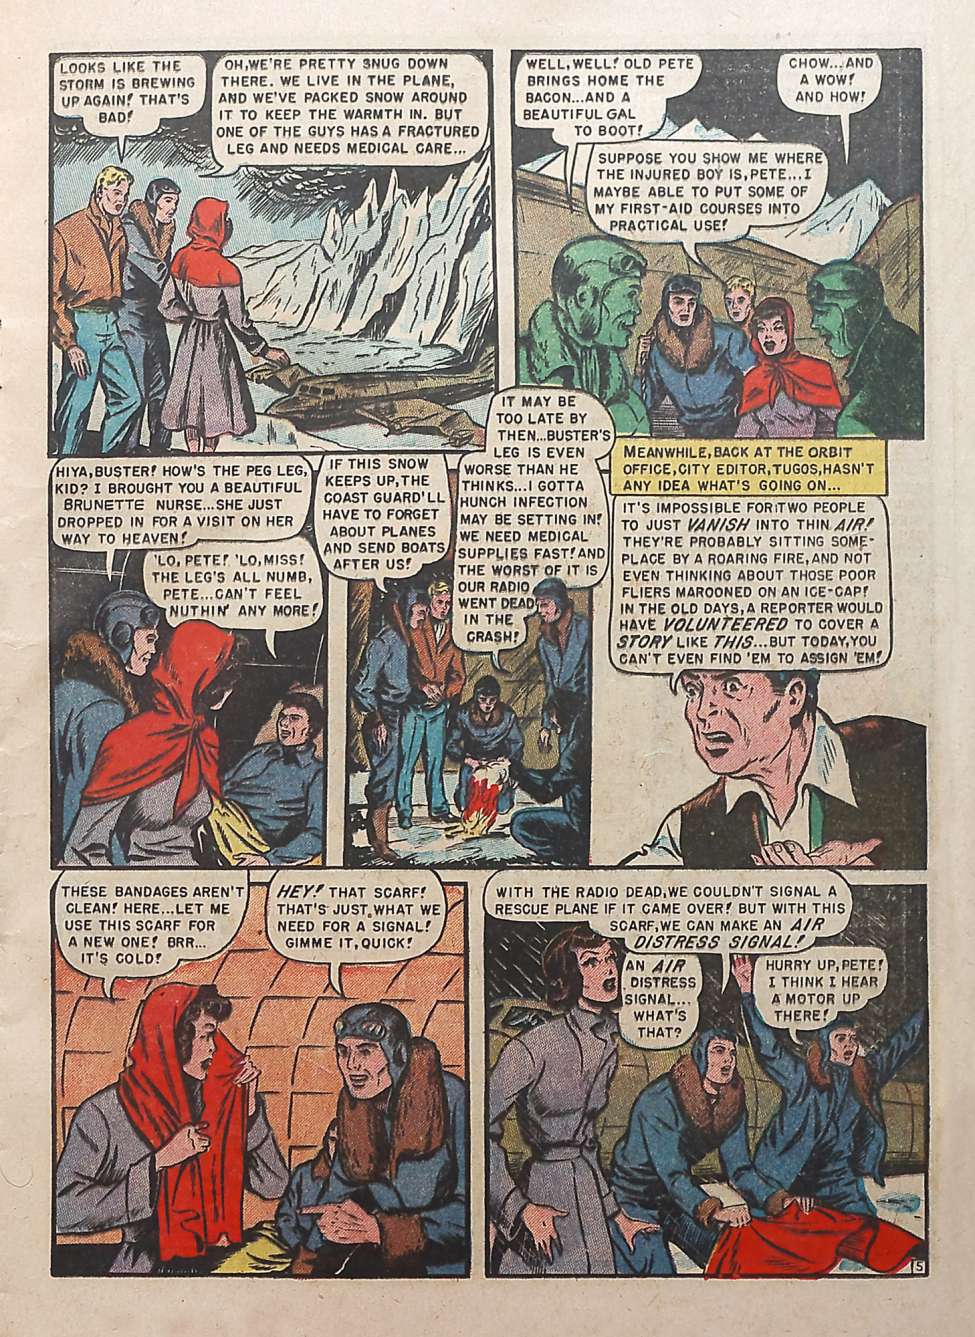 LOOKS LIKE THE
STORM IS BREWING
UP AGAIN! THAT'S
BAD!
OH, WE'RE PRETTY SNUG DOWN
THERE. WE LIVE IN THE PLANE,
AND WE'VE PACKED SNOW AROUND
IT TO KEEP THE WARMTH IN. BUT
ONE OF THE GUYS HAS A FRACTURED
LEG AND NEEDS MEDICAL CARE...
WELL, WELL! OLD PETE
BRINGS HOME THE
BACON...AND A
BEAUTIFUL GAL
TO BOOT!
CHOW...AND
A WOW!
AND HOW!
SUPPOSE YOU SHOW ME WHERE
THE INJURED BOY IS, PETE...I
MAYBE ABLE TO PUT SOME OF
MY FIRST-AID COURSES INTO
PRACTICAL USE!
HIYA, BUSTER! HOW'S THE PEG LEG,
KID? I BROUGHT YOU A BEAUTIFUL
BRUNETTE NURSE...SHE JUST
DROPPED IN FOR A VISIT ON HER
WAY TO HEAVEN!
'LO, PETE! 'LO, MISS!
THE LEG'S ALL NUMB,
PETE...CAN'T FEEL
NUTHIN' ANY MORE!
IF THIS SNOW
KEEPS UP, THE
COAST GUARD'LL
HAVE TO FORGET
ABOUT PLANES
AND SEND BOATS
AFTER US!
IT MAY BE
TOO LATE BY
THEN...BUSTER'S
LEG IS EVEN
WORSE THAN HE
THINKS...I GOTTA
HUNCH INFECTION
MAY BE SETTING IN!
WE NEED MEDICAL
SUPPLIES FAST! AND
THE WORST OF IT IS
OUR RADIO
WENT DEAD
IN THE
CRASH!
MEANWHILE, BACK AT THE ORBIT
OFFICE, CITY EDITOR, TUGOS, HASN'T
ANY IDEA WHAT'S GOING ON...
IT'S IMPOSSIBLE FOR TWO PEOPLE
TO JUST VANISH INTO THIN AIR!
THEY'RE PROBABLY SITTING SOME-
PLACE BY A ROARING FIRE, AND NOT
EVEN THINKING ABOUT THOSE POOR
FLIERS MAROONED ON AN ICE-CAP!
IN THE OLD DAYS, A REPORTER WOULD
HAVE VOLUNTEERED TO COVER A
STORY LIKE THIS...BUT TODAY, YOU
CAN'T EVEN FIND 'EM TO ASSIGN 'EM!
THESE BANDAGES AREN'T
CLEAN! HERE...LET ME
USE THIS SCARF FOR
A NEW ONE! BRR...
IT'S COLD!
HEY! THAT SCARF!
THAT'S JUST WHAT WE
NEED FOR A SIGNAL!
GIMME IT, QUICK!
WITH THE RADIO DEAD, WE COULDN'T SIGNAL A
RESCUE PLANE IF IT CAME OVER! BUT WITH THIS
SCARF, WE CAN MAKE AN AIR
DISTRESS SIGNAL!
AN AIR
DISTRESS
SIGNAL...
WHAT'S
THAT?
HURRY UP, PETE!
I THINK I HEAR
A MOTOR UP
THERE!
5